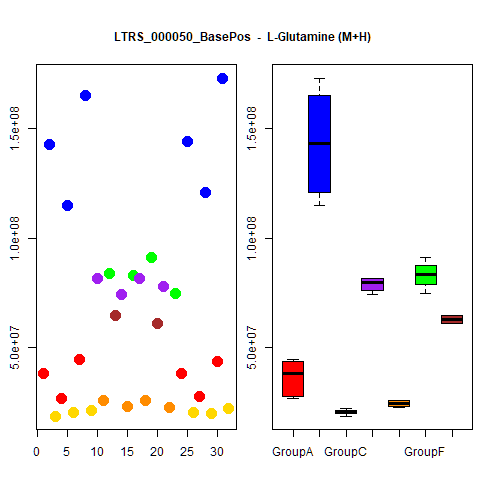 LTRS_000050_BasePos - L-Glutamine (M+H)
1.5e+08
1.0e+08
5.0e+07
0 5 10 15 20 25 30
1.5e+08
1.0e+08
5.0e+07
GroupA GroupC GroupF